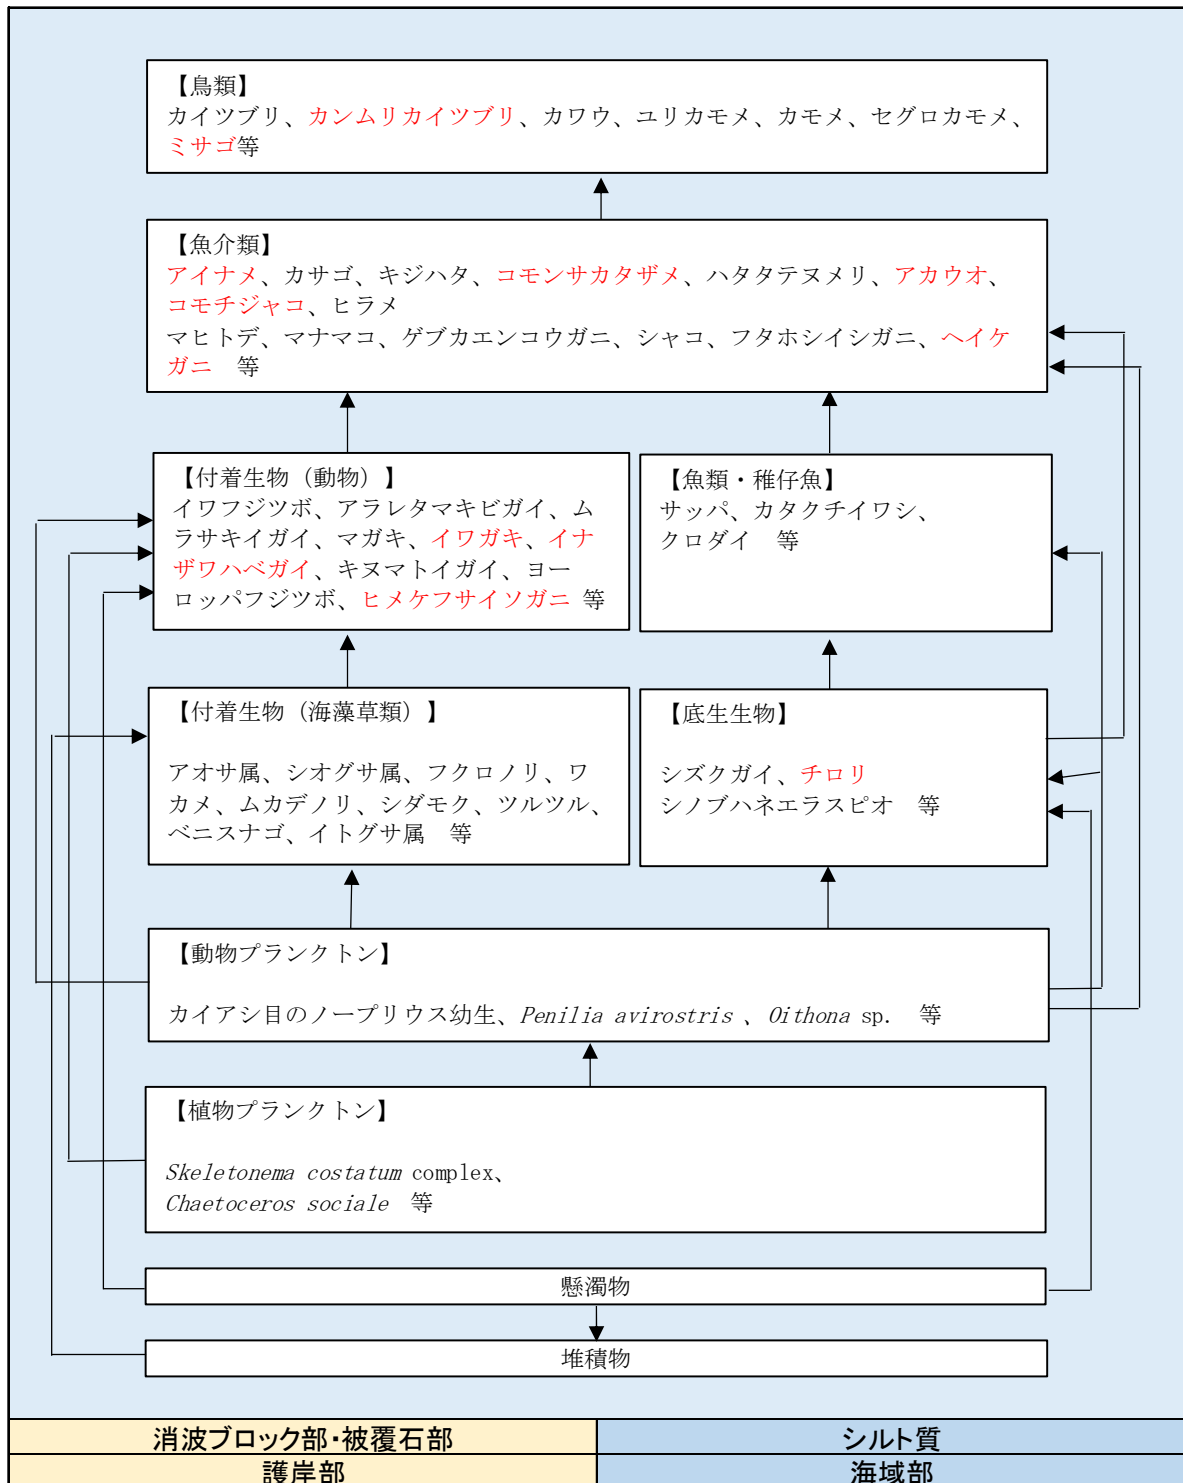 【鳥類】
カイツブリ、カンムリカイツブリ、カワウ、ユリカモメ、カモメ、セグロカモメ、
ミサゴ等
【魚介類】
アイナメ、カサゴ、キジハタ、コモンサカタザメ、ハタタテヌメリ、アカウオ、
コモチジャコ、ヒラメ
マヒトデ、マナマコ、ゲブカエンコウガニ、シャコ、フタホシイシガニ、ヘイケ
ガニ　等
【付着生物（動物）】
イワフジツボ、アラレタマキビガイ、ム
ラサキイガイ、マガキ、イワガキ、イナ
ザワハベガイ、キヌマトイガイ、ヨー
ロッパフジツボ、ヒメケフサイソガニ 等
【魚類・稚仔魚】
サッパ、カタクチイワシ、
クロダイ　等
【付着生物（海藻草類）】
アオサ属、シオグサ属、フクロノリ、ワ
カメ、ムカデノリ、シダモク、ツルツル、
ベニスナゴ、イトグサ属　等
【底生生物】
シズクガイ、チロリ
シノブハネエラスピオ　等
【動物プランクトン】
カイアシ目のノープリウス幼生、Penilia avirostris 、Oithona sp.　等
【植物プランクトン】
Skeletonema costatum complex、
Chaetoceros sociale　等
懸濁物
堆積物
消波ブロック部・被覆石部
シルト質
護岸部
海域部